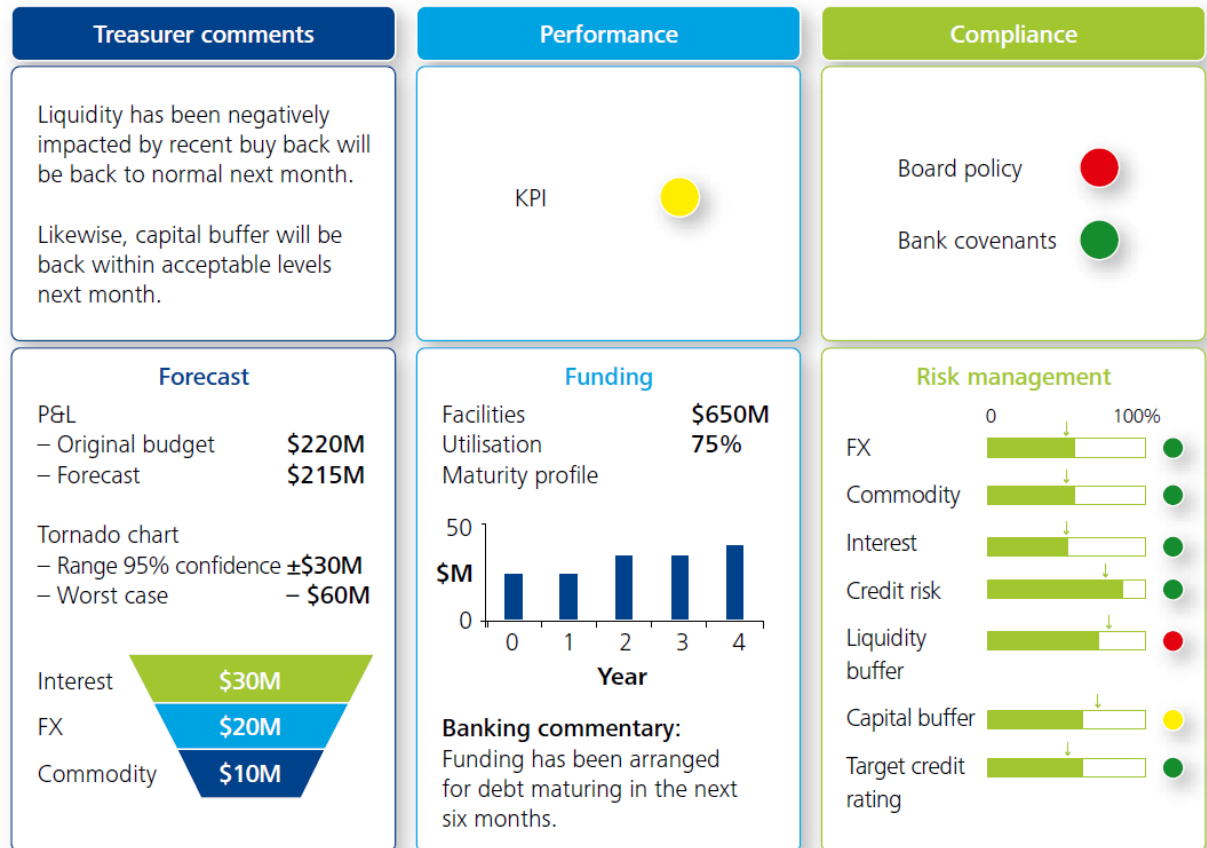 Treasurer comments
Performance
Compliance
Liquidity has been negatively
impacted by recent buy back will
be back to normal next month.
Likewise, capital buffer will be
back within acceptable levels
next month.
KPI
Board policy
Bank covenants
Forecast
P&L
– Original budget $220M
– Forecast $215M
Tornado chart
– Range 95% confidence ±$30M
– Worst case – $60M
Interest $30M
FX $20M
Commodity $10M
Funding
Facilities $650M
Utilisation 75%
Maturity profile
50
$M
0
0 1 2 3 4
Year
Banking commentary:
Funding has been arranged
for debt maturing in the next
six months.
Risk management
0 100%
FX
Commodity
Interest
Credit risk
Liquidity
buffer
Capital buffer
Target credit
rating